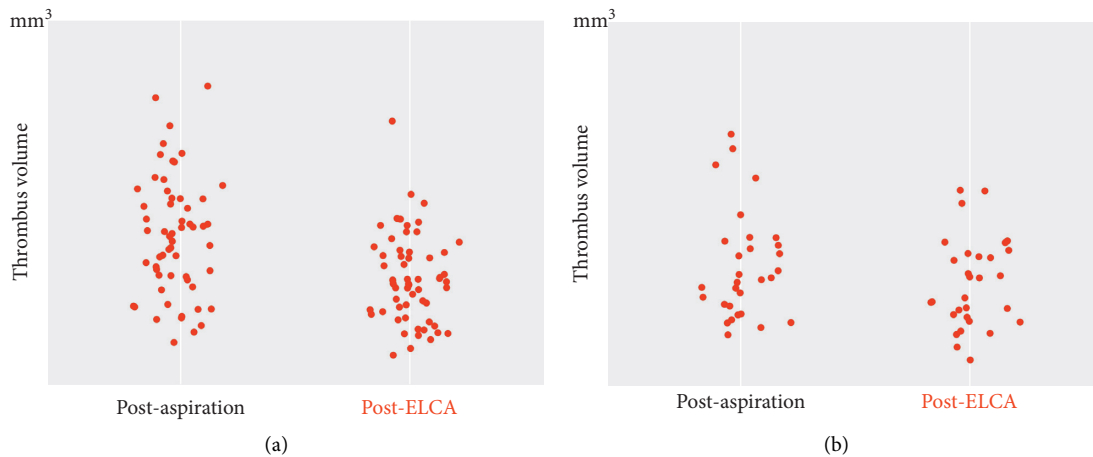 mm³
Thrombus volume
Post-aspiration
Post-ELCA
(a)
mm³
Thrombus volume
Post-aspiration
Post-ELCA
(b)